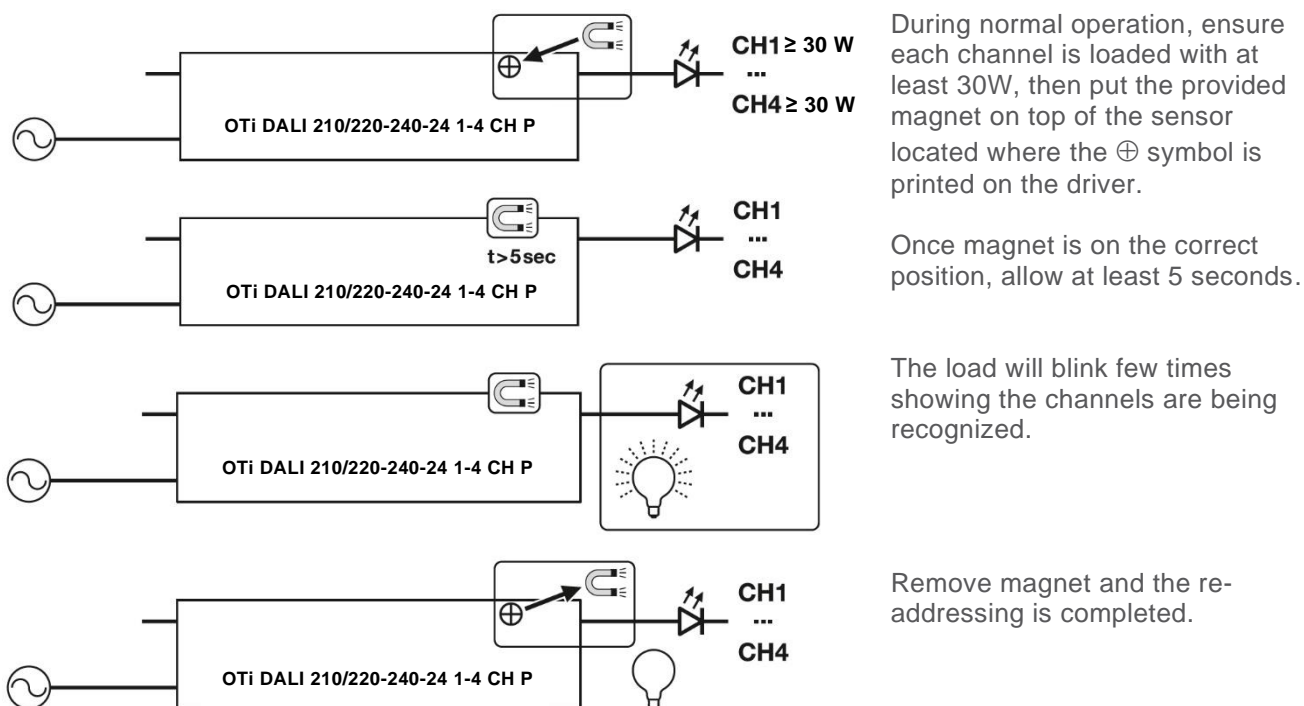 CH1 ≥ 30 W
...
CH4 ≥ 30 W
OTi DALI 210/220-240-24 1-4 CH P
During normal operation, ensure
each channel is loaded with at
least 30W, then put the provided
magnet on top of the sensor
located where the ⊕ symbol is
printed on the driver.
CH1
...
CH4
t>5sec
OTi DALI 210/220-240-24 1-4 CH P
Once magnet is on the correct
position, allow at least 5 seconds.
CH1
...
CH4
OTi DALI 210/220-240-24 1-4 CH P
The load will blink few times
showing the channels are being
recognized.
CH1
...
CH4
OTi DALI 210/220-240-24 1-4 CH P
Remove magnet and the re-
addressing is completed.